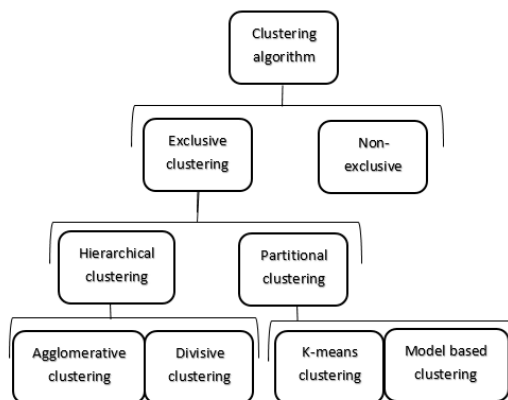 Clustering
algorithm
Exclusive
clustering
Non-
exclusive
Hierarchical
clustering
Partitional
clustering
Agglomerative
clustering
Divisive
clustering
K-means
clustering
Model based
clustering